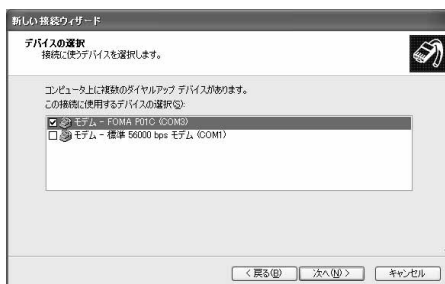 新しい接続ウィザード
デバイスの選択
接続に使うデバイスを選択します。
コンピュータ上に複数のダイヤルアップ デバイスがあります。
この接続に使用するデバイスの選択(S):
モデム - FOMA P01C (COM3)
モデム - 標準 56000 bps モデム (COM1)
< 戻る(B)
次へ(N) >
キャンセル